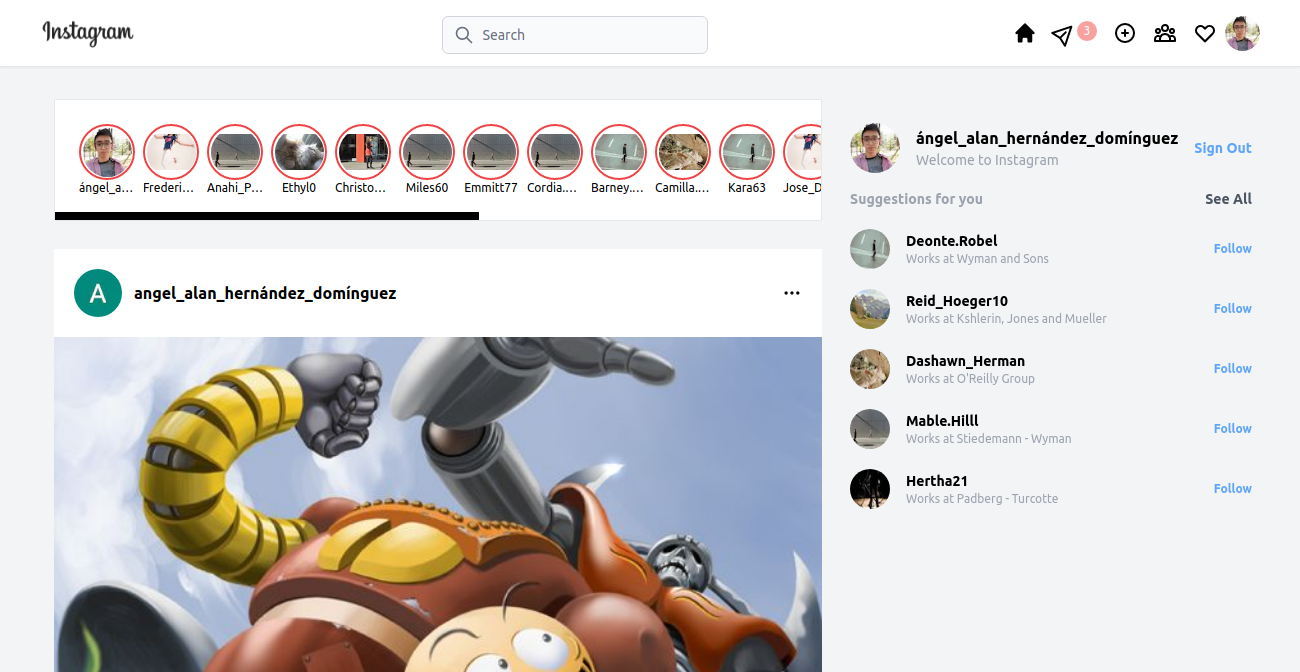 Instagram
Search
3
ángel_a...
Frederi...
Anahi_P...
Ethyl0
Christo...
Miles60
Emmitt77
Cordia....
Barney....
Camilla....
Kara63
Jose_D
ángel_alan_hernández_domínguez
Welcome to Instagram
Sign Out
Suggestions for you
See All
Deonte.Robel
Works at Wyman and Sons
Follow
Reid_Hoeger10
Works at Kshlerin, Jones and Mueller
Follow
Dashawn_Herman
Works at O'Reilly Group
Follow
Mable.Hilll
Works at Stiedemann - Wyman
Follow
Hertha21
Works at Padberg - Turcotte
Follow
A
angel_alan_hernández_domínguez